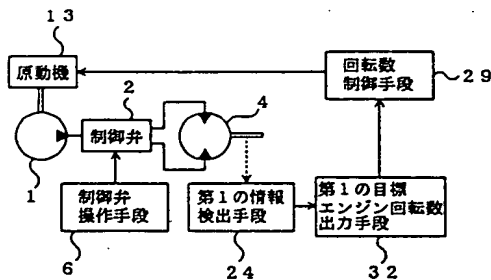 13
原動機
2
制御弁
4
回転数
制御手段
29
1
制御弁
操作手段
6
第1の情報
検出手段
24
第1の目標
エンジン回転数
出力手段
32